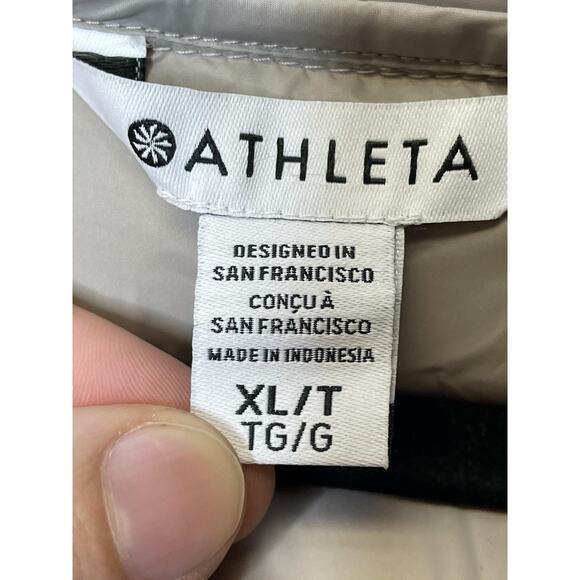 ATHLETA
DESIGNED IN
SAN FRANCISCO
CONÇU À
SAN FRANCISCO
MADE IN INDONESIA
XL/T
TG/G